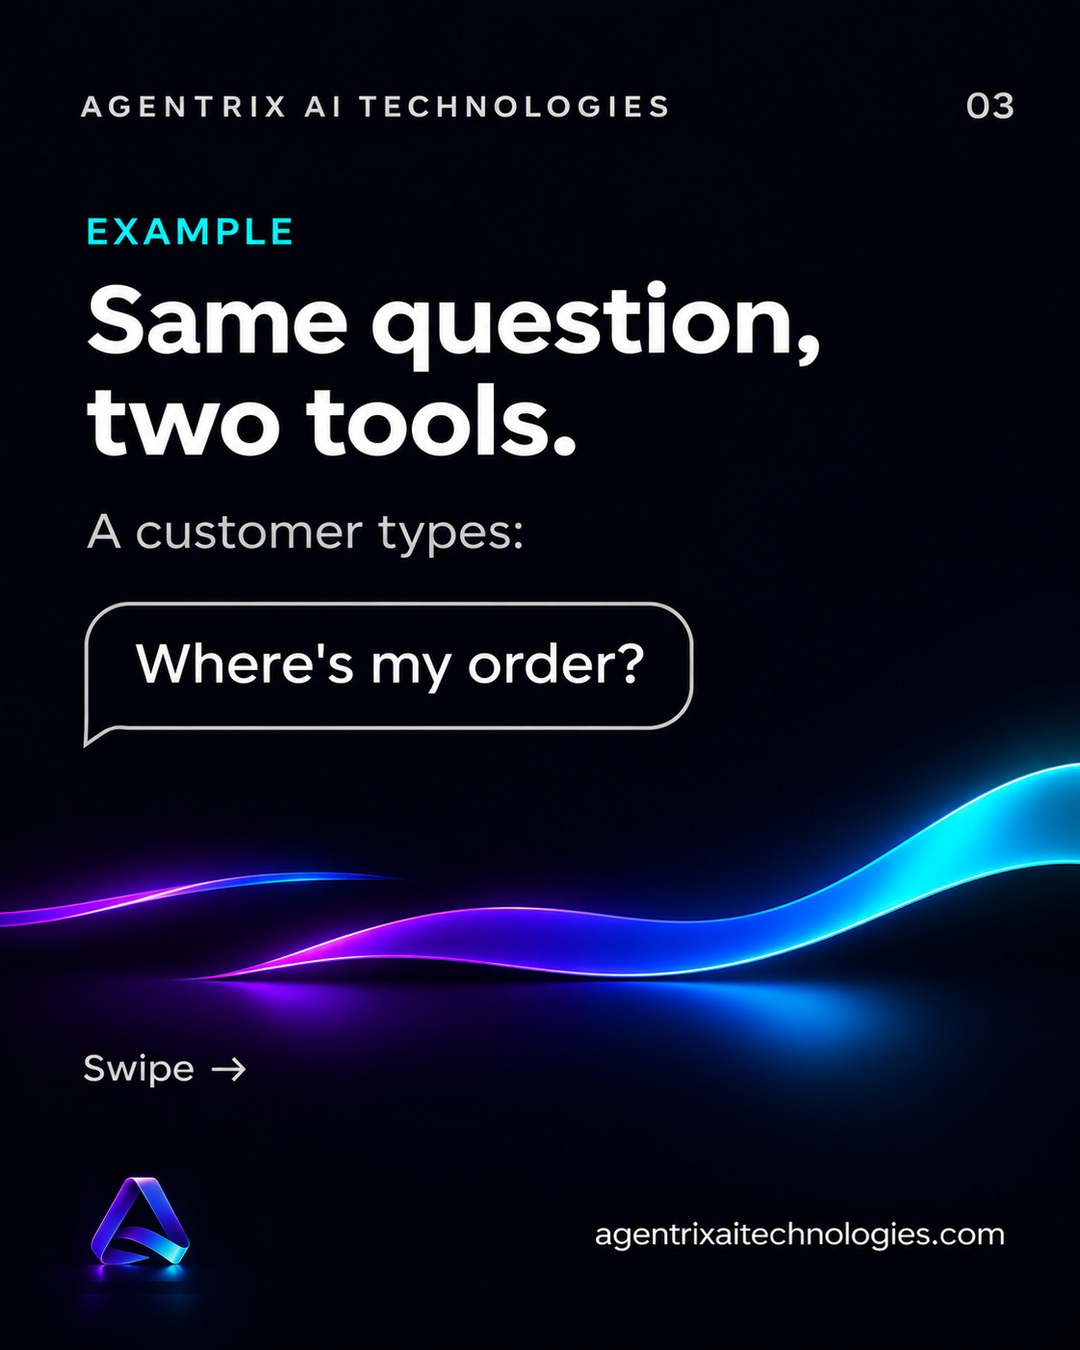 AGENTRIX AI TECHNOLOGIES
03
EXAMPLE
Same question,
two tools.
A customer types:
Where's my order?
Swipe →
agentrixaitechnologies.com